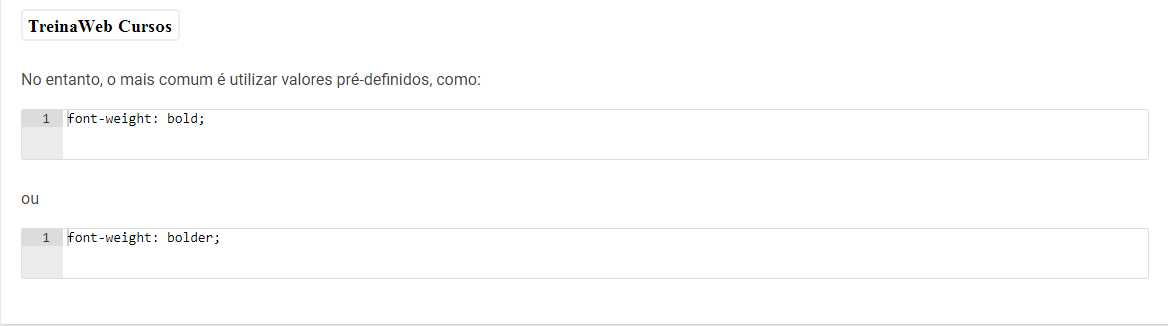 TreinaWeb Cursos
No entanto, o mais comum é utilizar valores pré-definidos, como:
1 font-weight: bold;
ou
1 font-weight: bolder;